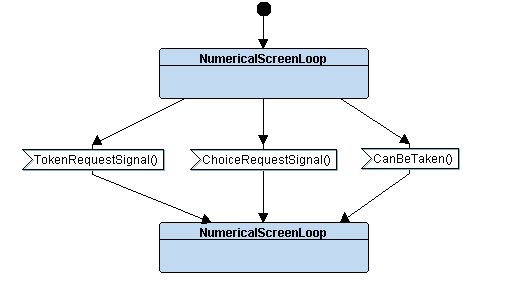 NumericalScreenLoop
TokenRequestSignal()
ChoiceRequestSignal()
CanBeTaken()
NumericalScreenLoop